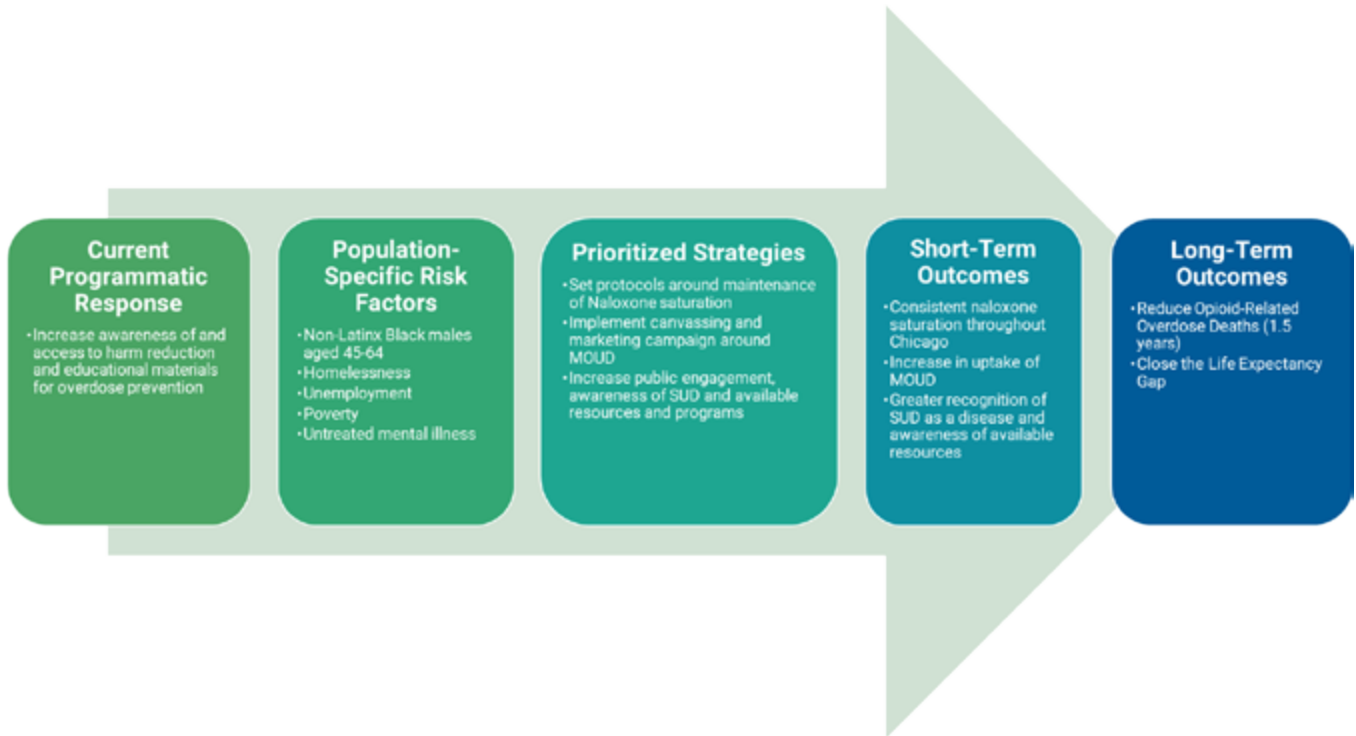 Current
Programmatic
Response
•Increase awareness of and
access to harm reduction
and educational materials
for overdose prevention
Population-
Specific Risk
Factors
•Non-Latinx Black males
aged 45-64
•Homelessness
•Unemployment
•Poverty
•Untreated mental illness
Prioritized Strategies
•Set protocols around maintenance
of Naloxone saturation
•Implement canvassing and
marketing campaign around
MOUD
•Increase public engagement,
awareness of SUD and available
resources and programs
Short-Term
Outcomes
•Consistent naloxone
saturation throughout
Chicago
•Increase in uptake of
MOUD
•Greater recognition of
SUD as a disease and
awareness of available
resources
Long-Term
Outcomes
•Reduce Opioid-Related
Overdose Deaths (1.5
years)
•Close the Life Expectancy
Gap